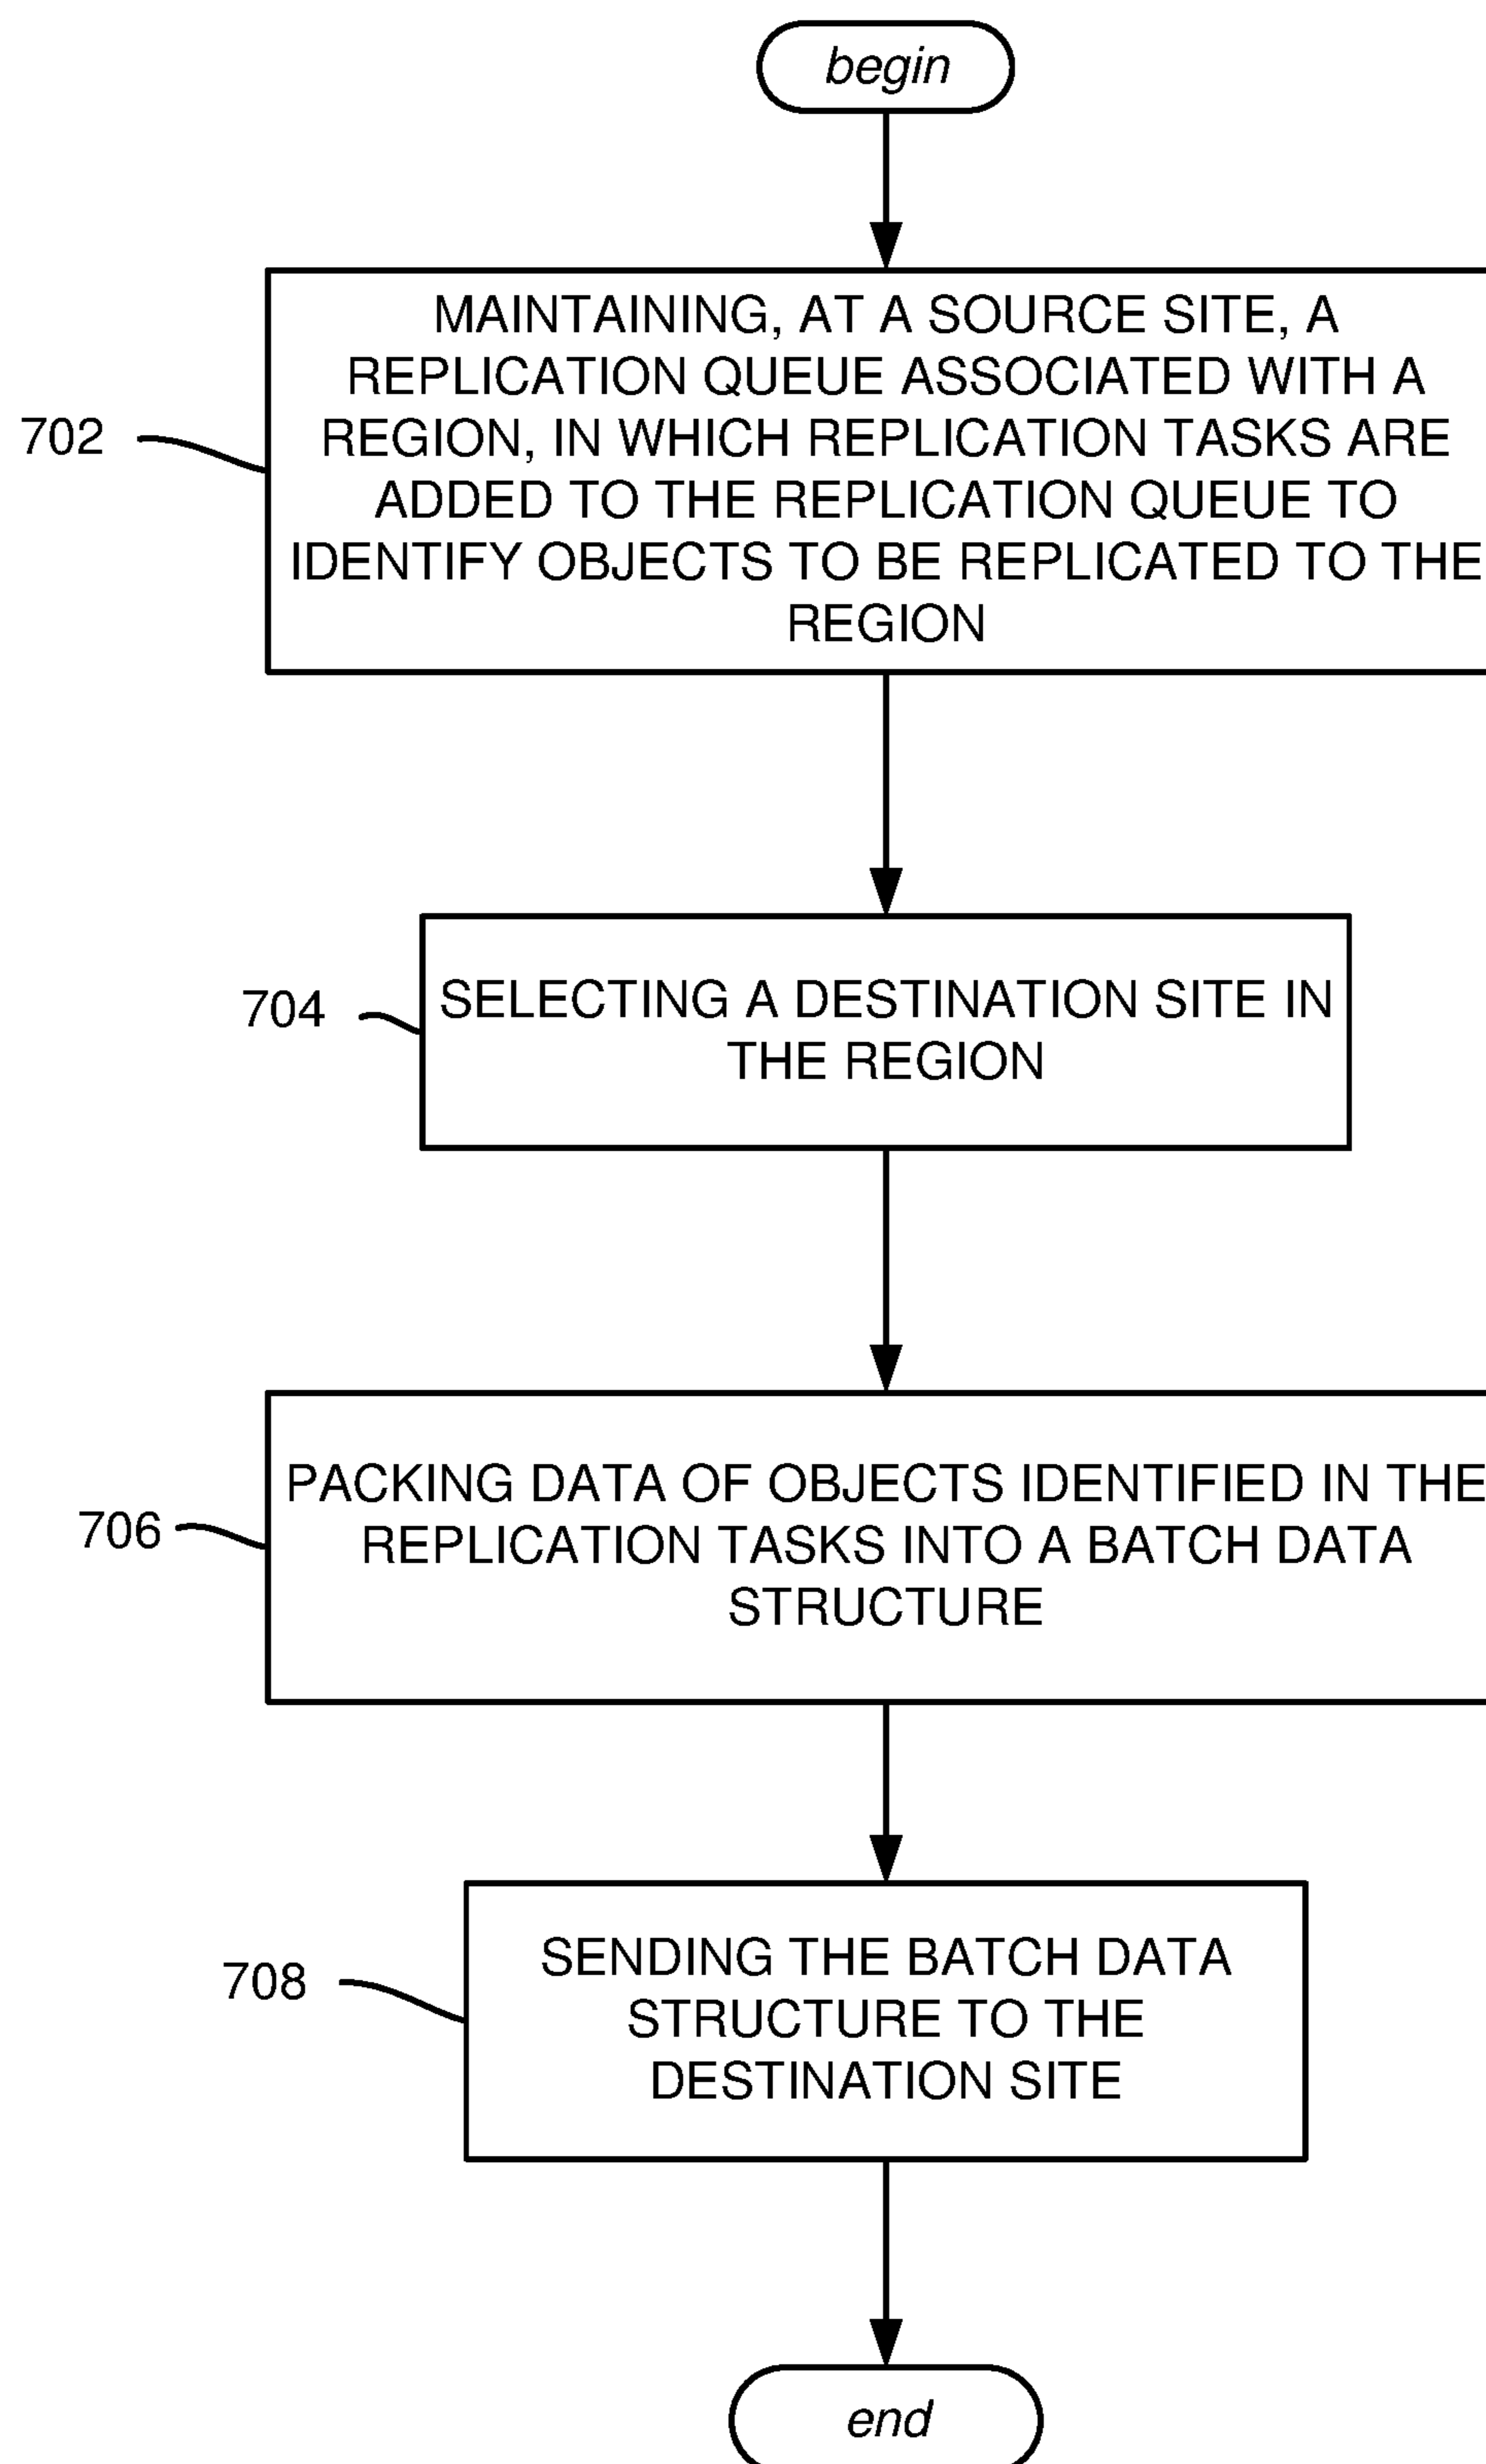 begin
MAINTAINING, AT A SOURCE SITE, A
REPLICATION QUEUE ASSOCIATED WITH A
702
REGION, IN WHICH REPLICATION TASKS ARE
ADDED TO THE REPLICATION QUEUE TO
IDENTIFY OBJECTS TO BE REPLICATED TO THE
REGION
704
SELECTING A DESTINATION SITE IN
THE REGION
PACKING DATA OF OBJECTS IDENTIFIED IN THE
706
REPLICATION TASKS INTO A BATCH DATA
STRUCTURE
SENDING THE BATCH DATA
708
STRUCTURE TO THE
DESTINATION SITE
end